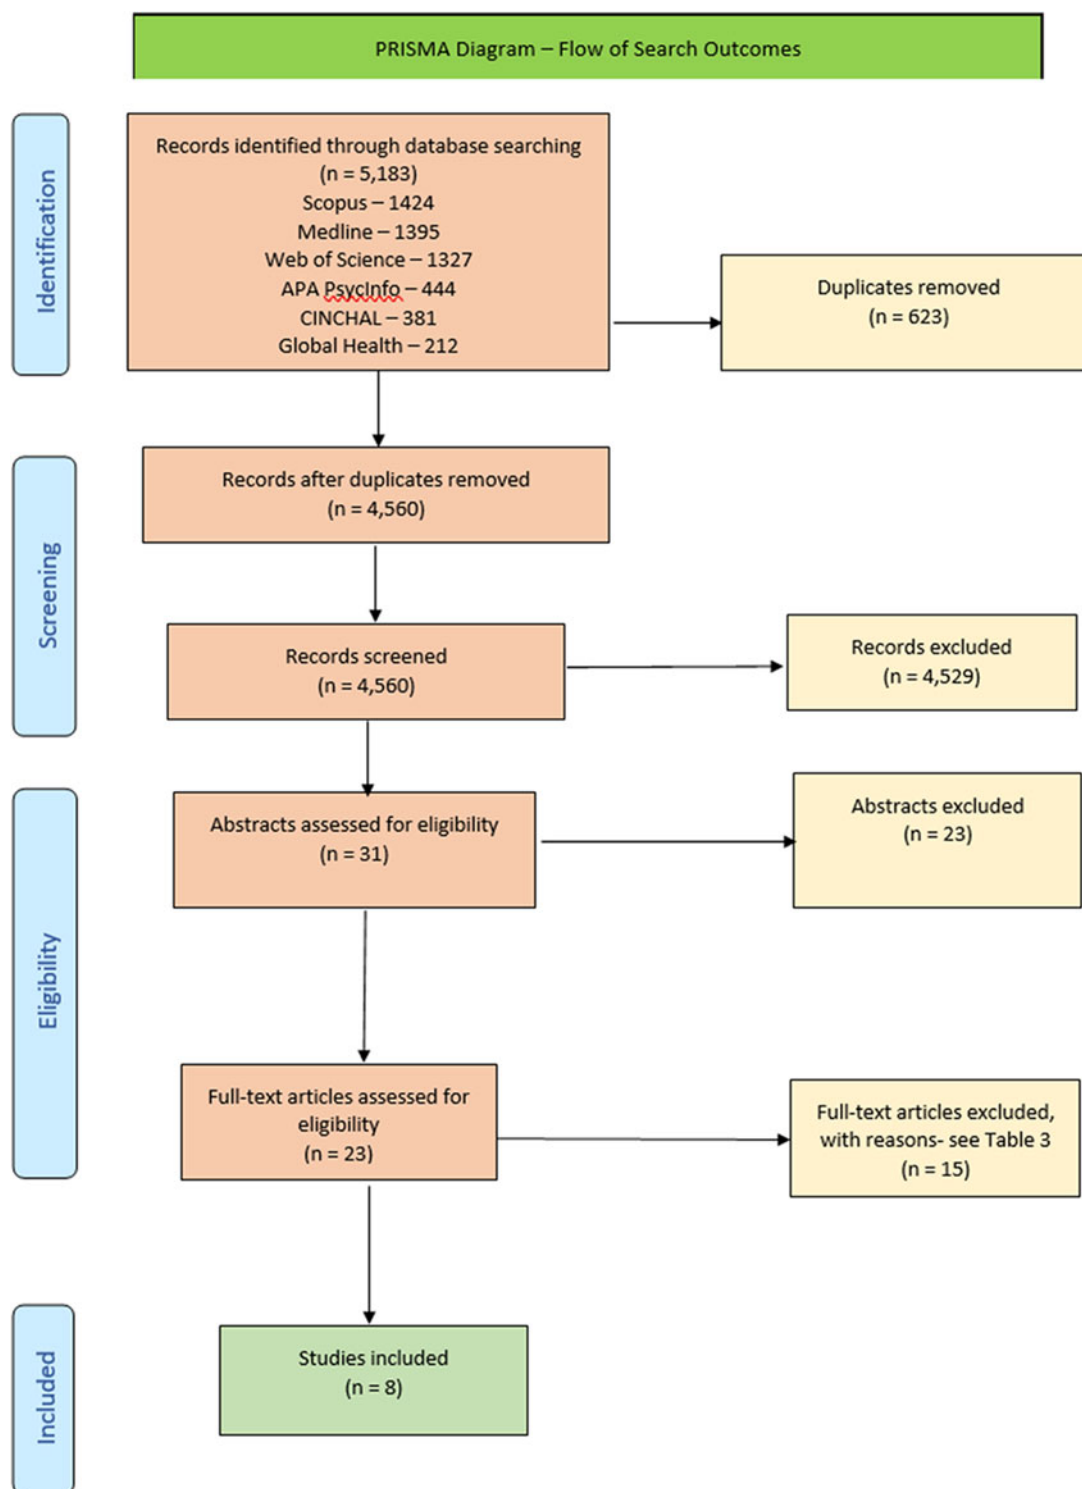 PRISMA Diagram – Flow of Search Outcomes
Identification
Records identified through database searching
(n = 5,183)
Scopus – 1424
Medline – 1395
Web of Science – 1327
APA PsycInfo – 444
CINCHAL – 381
Global Health – 212
Duplicates removed
(n = 623)
Screening
Records after duplicates removed
(n = 4,560)
Records screened
(n = 4,560)
Records excluded
(n = 4,529)
Eligibility
Abstracts assessed for eligibility
(n = 31)
Abstracts excluded
(n = 23)
Full-text articles assessed for
eligibility
(n = 23)
Full-text articles excluded,
with reasons- see Table 3
(n = 15)
Included
Studies included
(n = 8)